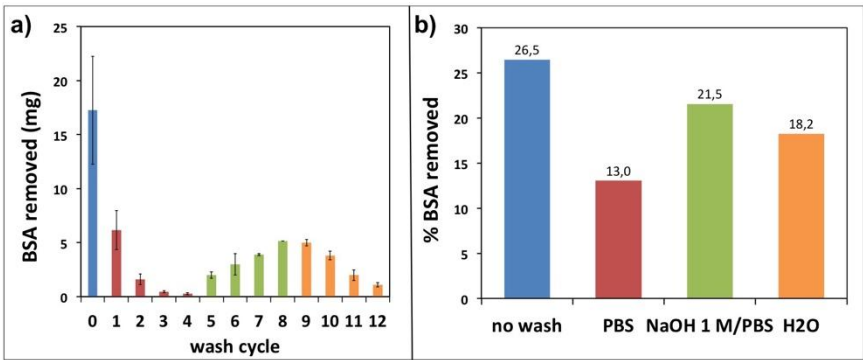 a)
BSA removed (mg)
25
20
15
10
5
0
0 1 2 3 4 5 6 7 8 9 10 11 12
wash cycle
b)
% BSA removed
30
25
20
15
10
5
0
26,5
13,0
21,5
18,2
no wash PBS NaOH 1 M/PBS H2O